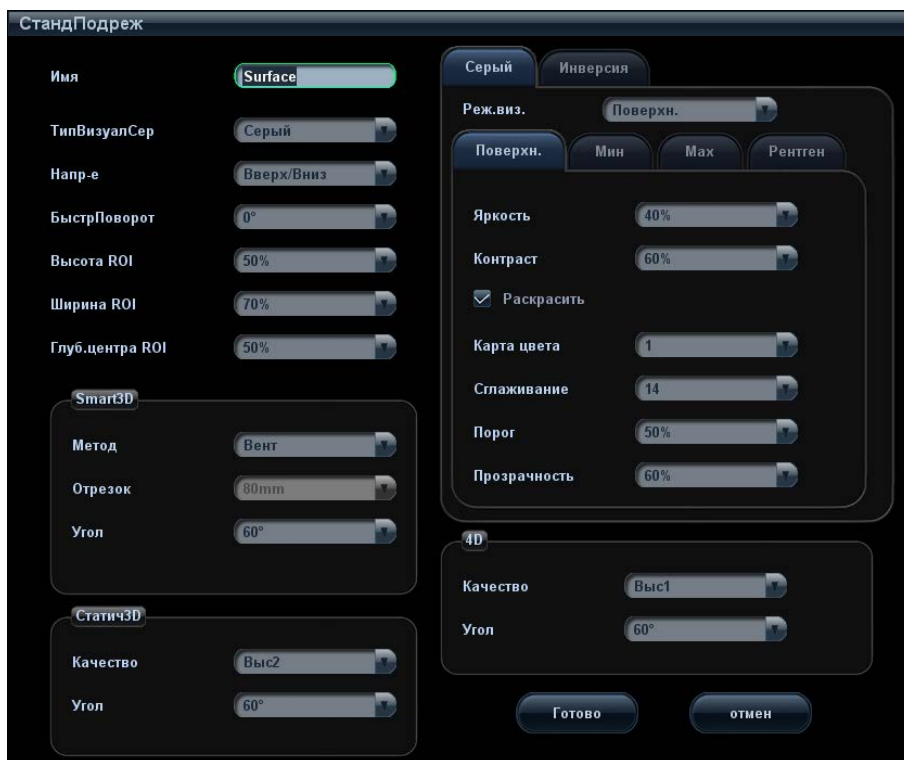 СтандПодреж
Имя Surface
ТипВизуалСер Серый
Напр-е Вверх/Вниз
БыстрПоворот 0°
Высота ROI 50%
Ширина ROI 70%
Глуб.центра ROI 50%
Smart3D
Метод Вент
Отрезок 80mm
Угол 60°
Статич3D
Качество Выс2
Угол 60°
Серый Инверсия
Реж.виз. Поверхн.
Поверхн. Мин Мах Рентген
Яркость 40%
Контраст 60%
Раскрасить
Карта цвета 1
Сглаживание 14
Порог 50%
Прозрачность 60%
4D
Качество Выс1
Угол 60°
Готово отмен